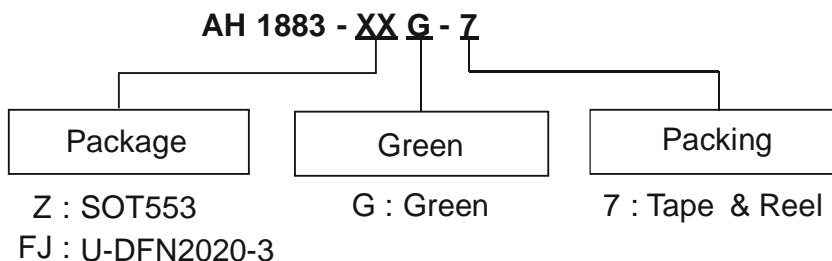 AH 1883 - XX G - 7
Package
Green
Packing
Z : SOT553
G : Green
7 : Tape & Reel
FJ : U-DFN2020-3